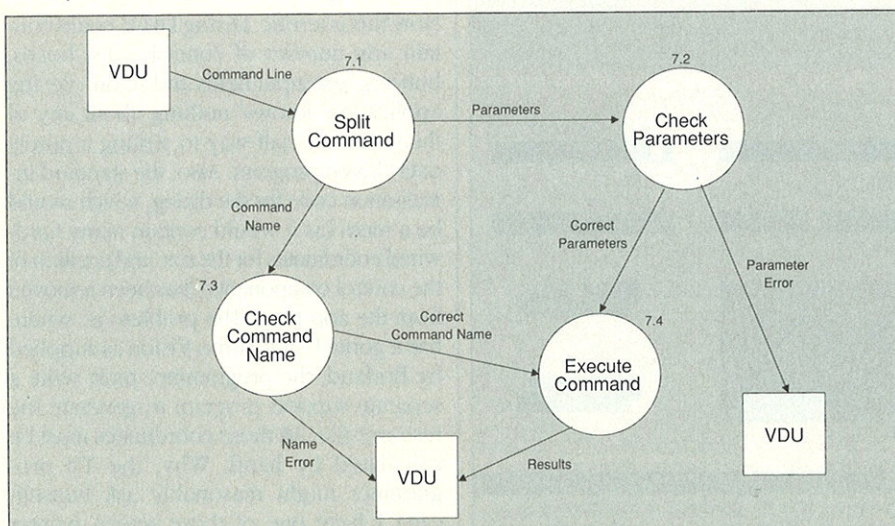 VDU
Command Line
7.1
Split
Command
Parameters
7.2
Check
Parameters
Command
Name
Correct
Parameters
Parameter
Error
7.3
Check
Command
Name
Correct
Command Name
7.4
Execute
Command
VDU
Name
Error
VDU
Results